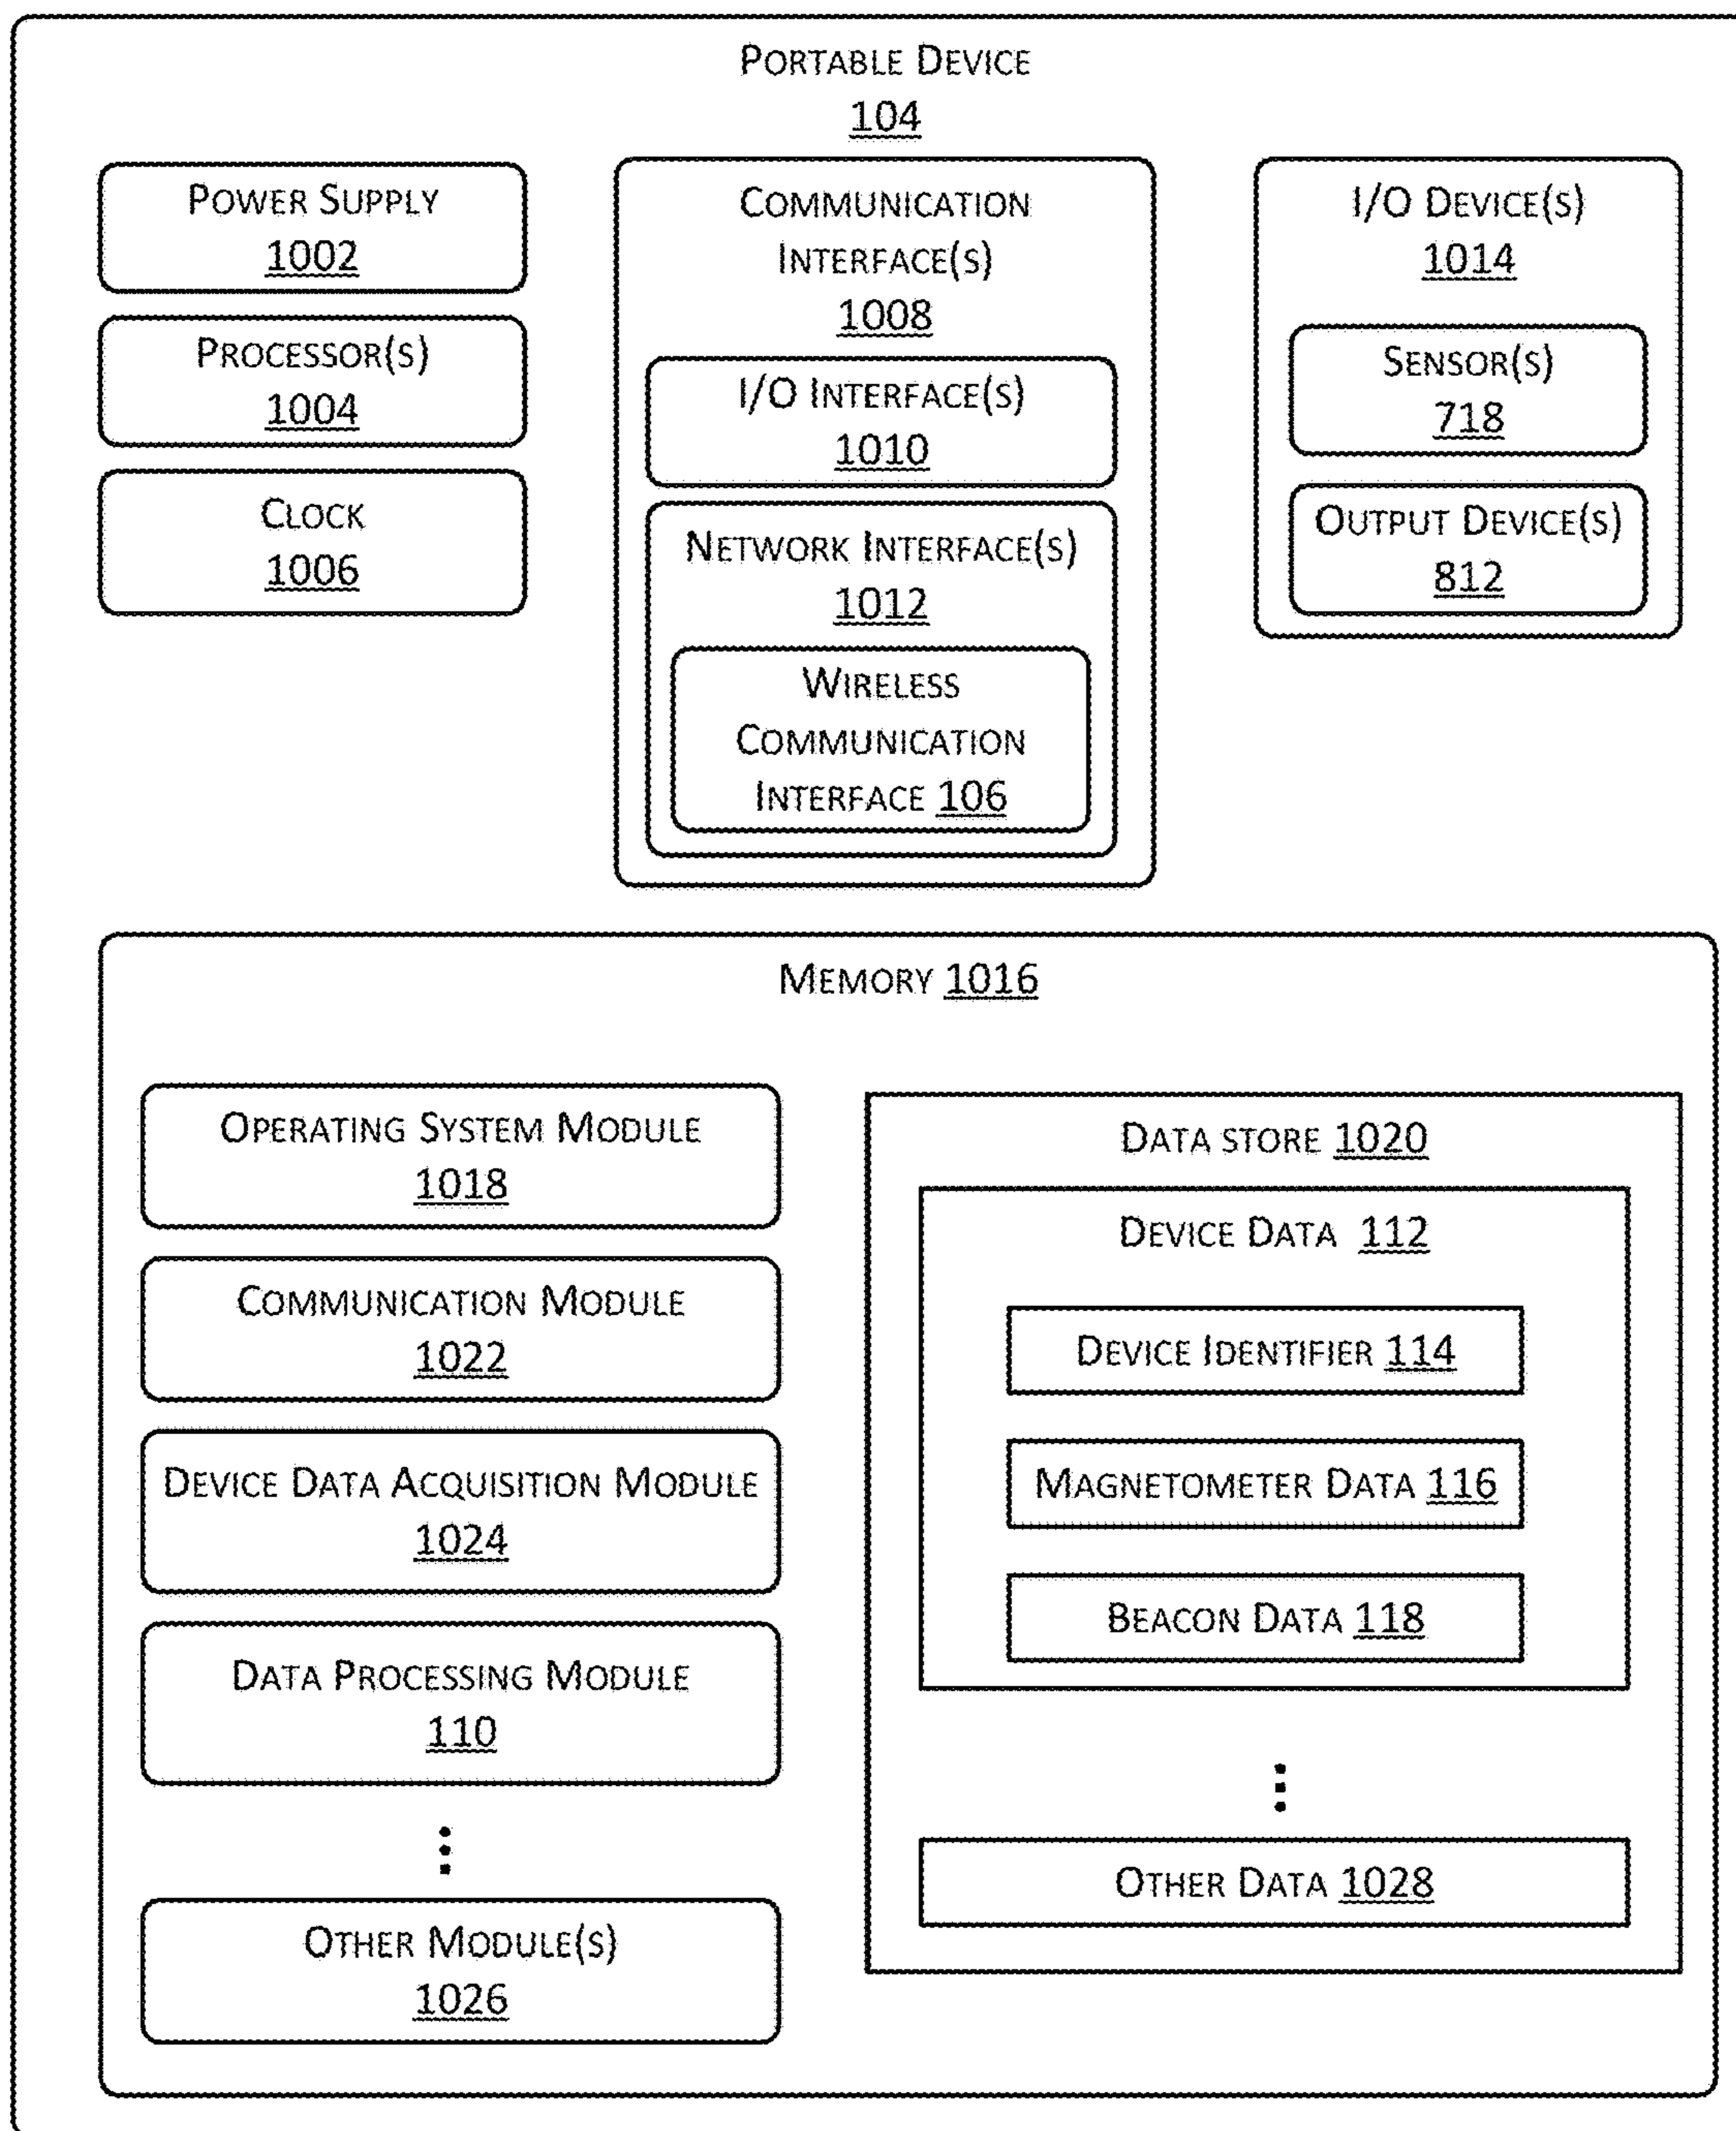 PORTABLE DEVICE
104
POWER SUPPLY
1002
PROCESSOR(S)
1004
CLOCK
1006
COMMUNICATION
INTERFACE(S)
1008
I/O INTERFACE(S)
1010
NETWORK INTERFACE(S)
1012
WIRELESS
COMMUNICATION
INTERFACE 106
I/O DEVICE(S)
1014
SENSOR(S)
718
OUTPUT DEVICE(S)
812
MEMORY 1016
OPERATING SYSTEM MODULE
1018
COMMUNICATION MODULE
1022
DEVICE DATA ACQUISITION MODULE
1024
DATA PROCESSING MODULE
110
OTHER MODULE(S)
1026
DATA STORE 1020
DEVICE DATA 112
DEVICE IDENTIFIER 114
MAGNETOMETER DATA 116
BEACON DATA 118
OTHER DATA 1028